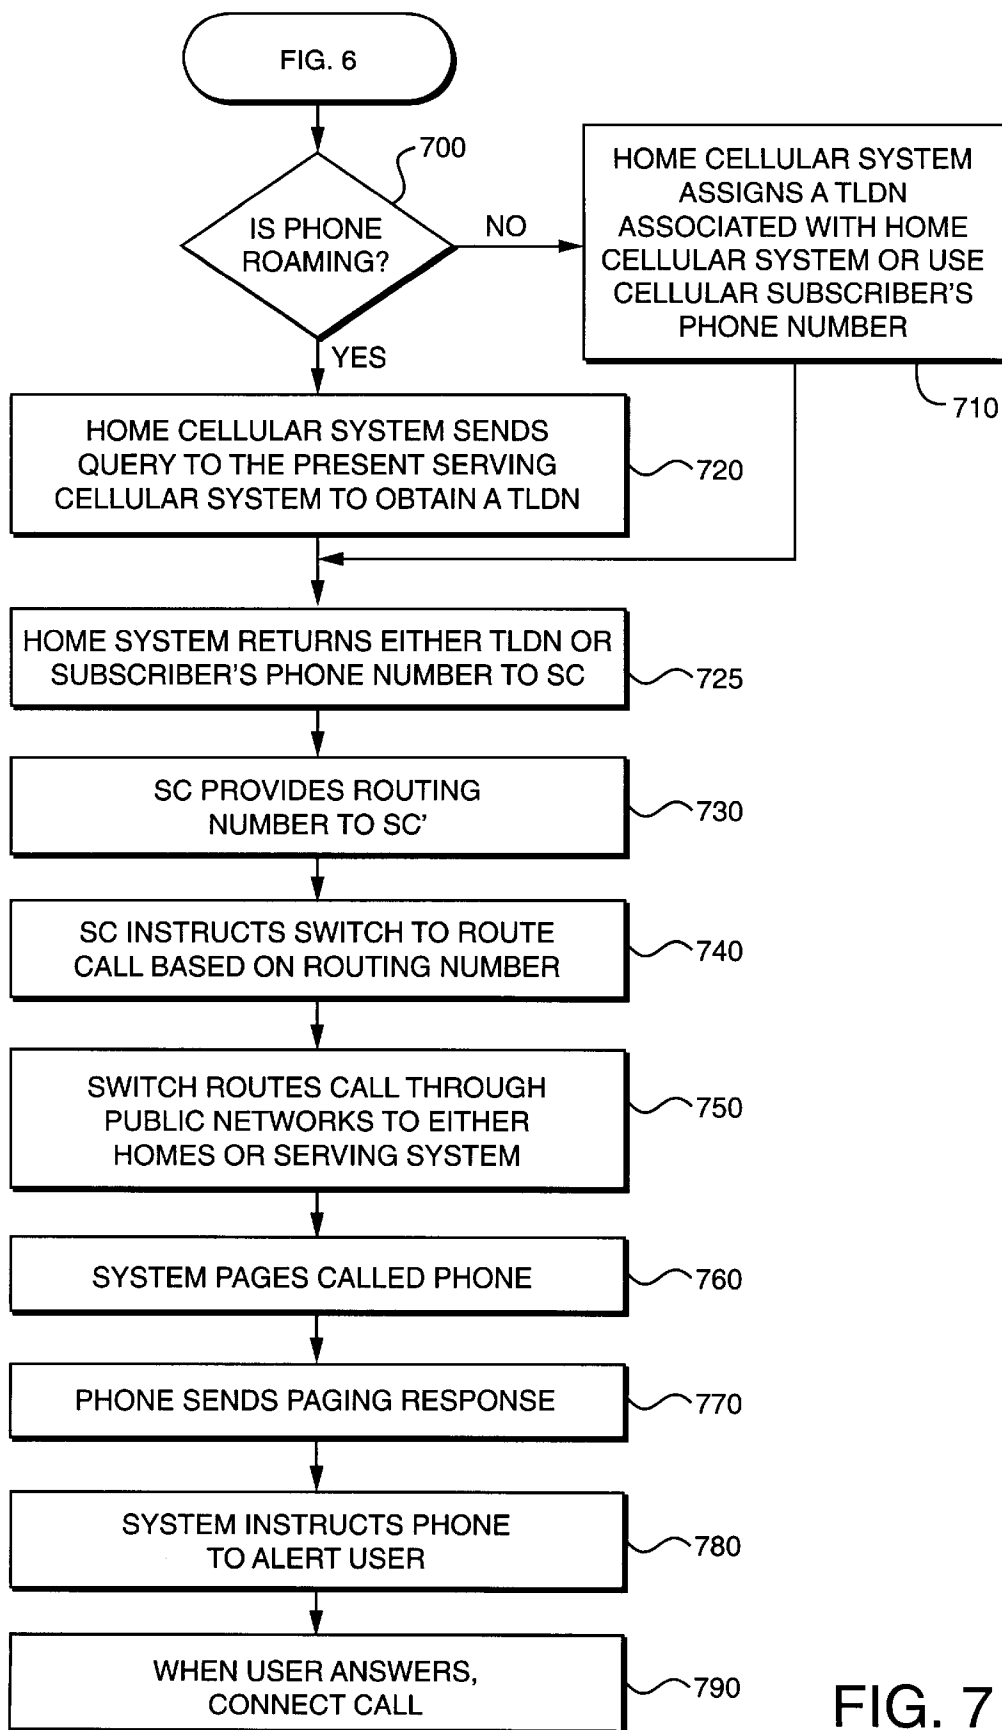 FIG. 6
700
IS PHONE
ROAMING?
NO
YES
HOME CELLULAR SYSTEM
ASSIGNS A TLDN
ASSOCIATED WITH HOME
CELLULAR SYSTEM OR USE
CELLULAR SUBSCRIBER'S
PHONE NUMBER
710
HOME CELLULAR SYSTEM SENDS
QUERY TO THE PRESENT SERVING
CELLULAR SYSTEM TO OBTAIN A TLDN
720
HOME SYSTEM RETURNS EITHER TLDN OR
SUBSCRIBER'S PHONE NUMBER TO SC
725
SC PROVIDES ROUTING
NUMBER TO SC'
730
SC INSTRUCTS SWITCH TO ROUTE
CALL BASED ON ROUTING NUMBER
740
SWITCH ROUTES CALL THROUGH
PUBLIC NETWORKS TO EITHER
HOMES OR SERVING SYSTEM
750
SYSTEM PAGES CALLED PHONE
760
PHONE SENDS PAGING RESPONSE
770
SYSTEM INSTRUCTS PHONE
TO ALERT USER
780
WHEN USER ANSWERS,
CONNECT CALL
790
FIG. 7